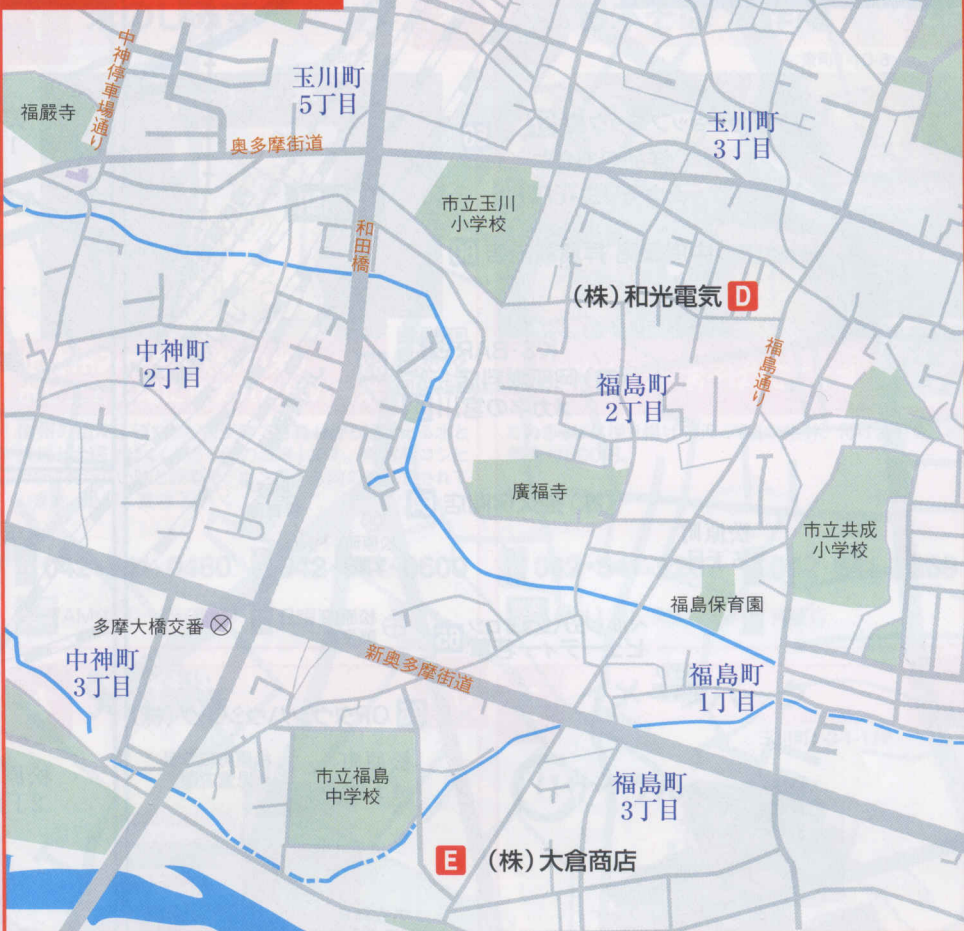 中神停車場通り
玉川町
5丁目
福嚴寺
奥多摩街道
玉川町
3丁目
市立玉川
小学校
和田橋
(株)和光電気 D
中神町
2丁目
福島町
2丁目
福島通り
廣福寺
市立共成
小学校
福島保育園
多摩大橋交番
中神町
3丁目
新奥多摩街道
福島町
1丁目
市立福島
中学校
福島町
3丁目
E (株)大倉商店